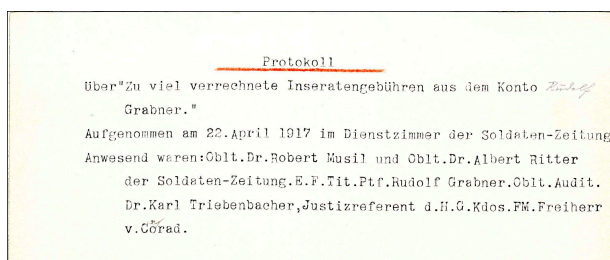 Protokoll
Über"Zu viel verrechnete Inseratengebühren aus dem Konto Rudolf
Grabner."
Aufgenommen am 22.April 1917 im Dienstzimmer der Soldaten-Zeitung
Anwesend waren:Oblt.Dr.Robert Musil und Oblt.Dr.Albert Ritter
der Soldaten-Zeitung.E.F.Tit.Ptf.Rudolf Grabner.Oblt.Audit.
Dr.Karl Triebenbacher,Justizreferent d.H.G.Kdos.FM.Freiherr
v.Corad.